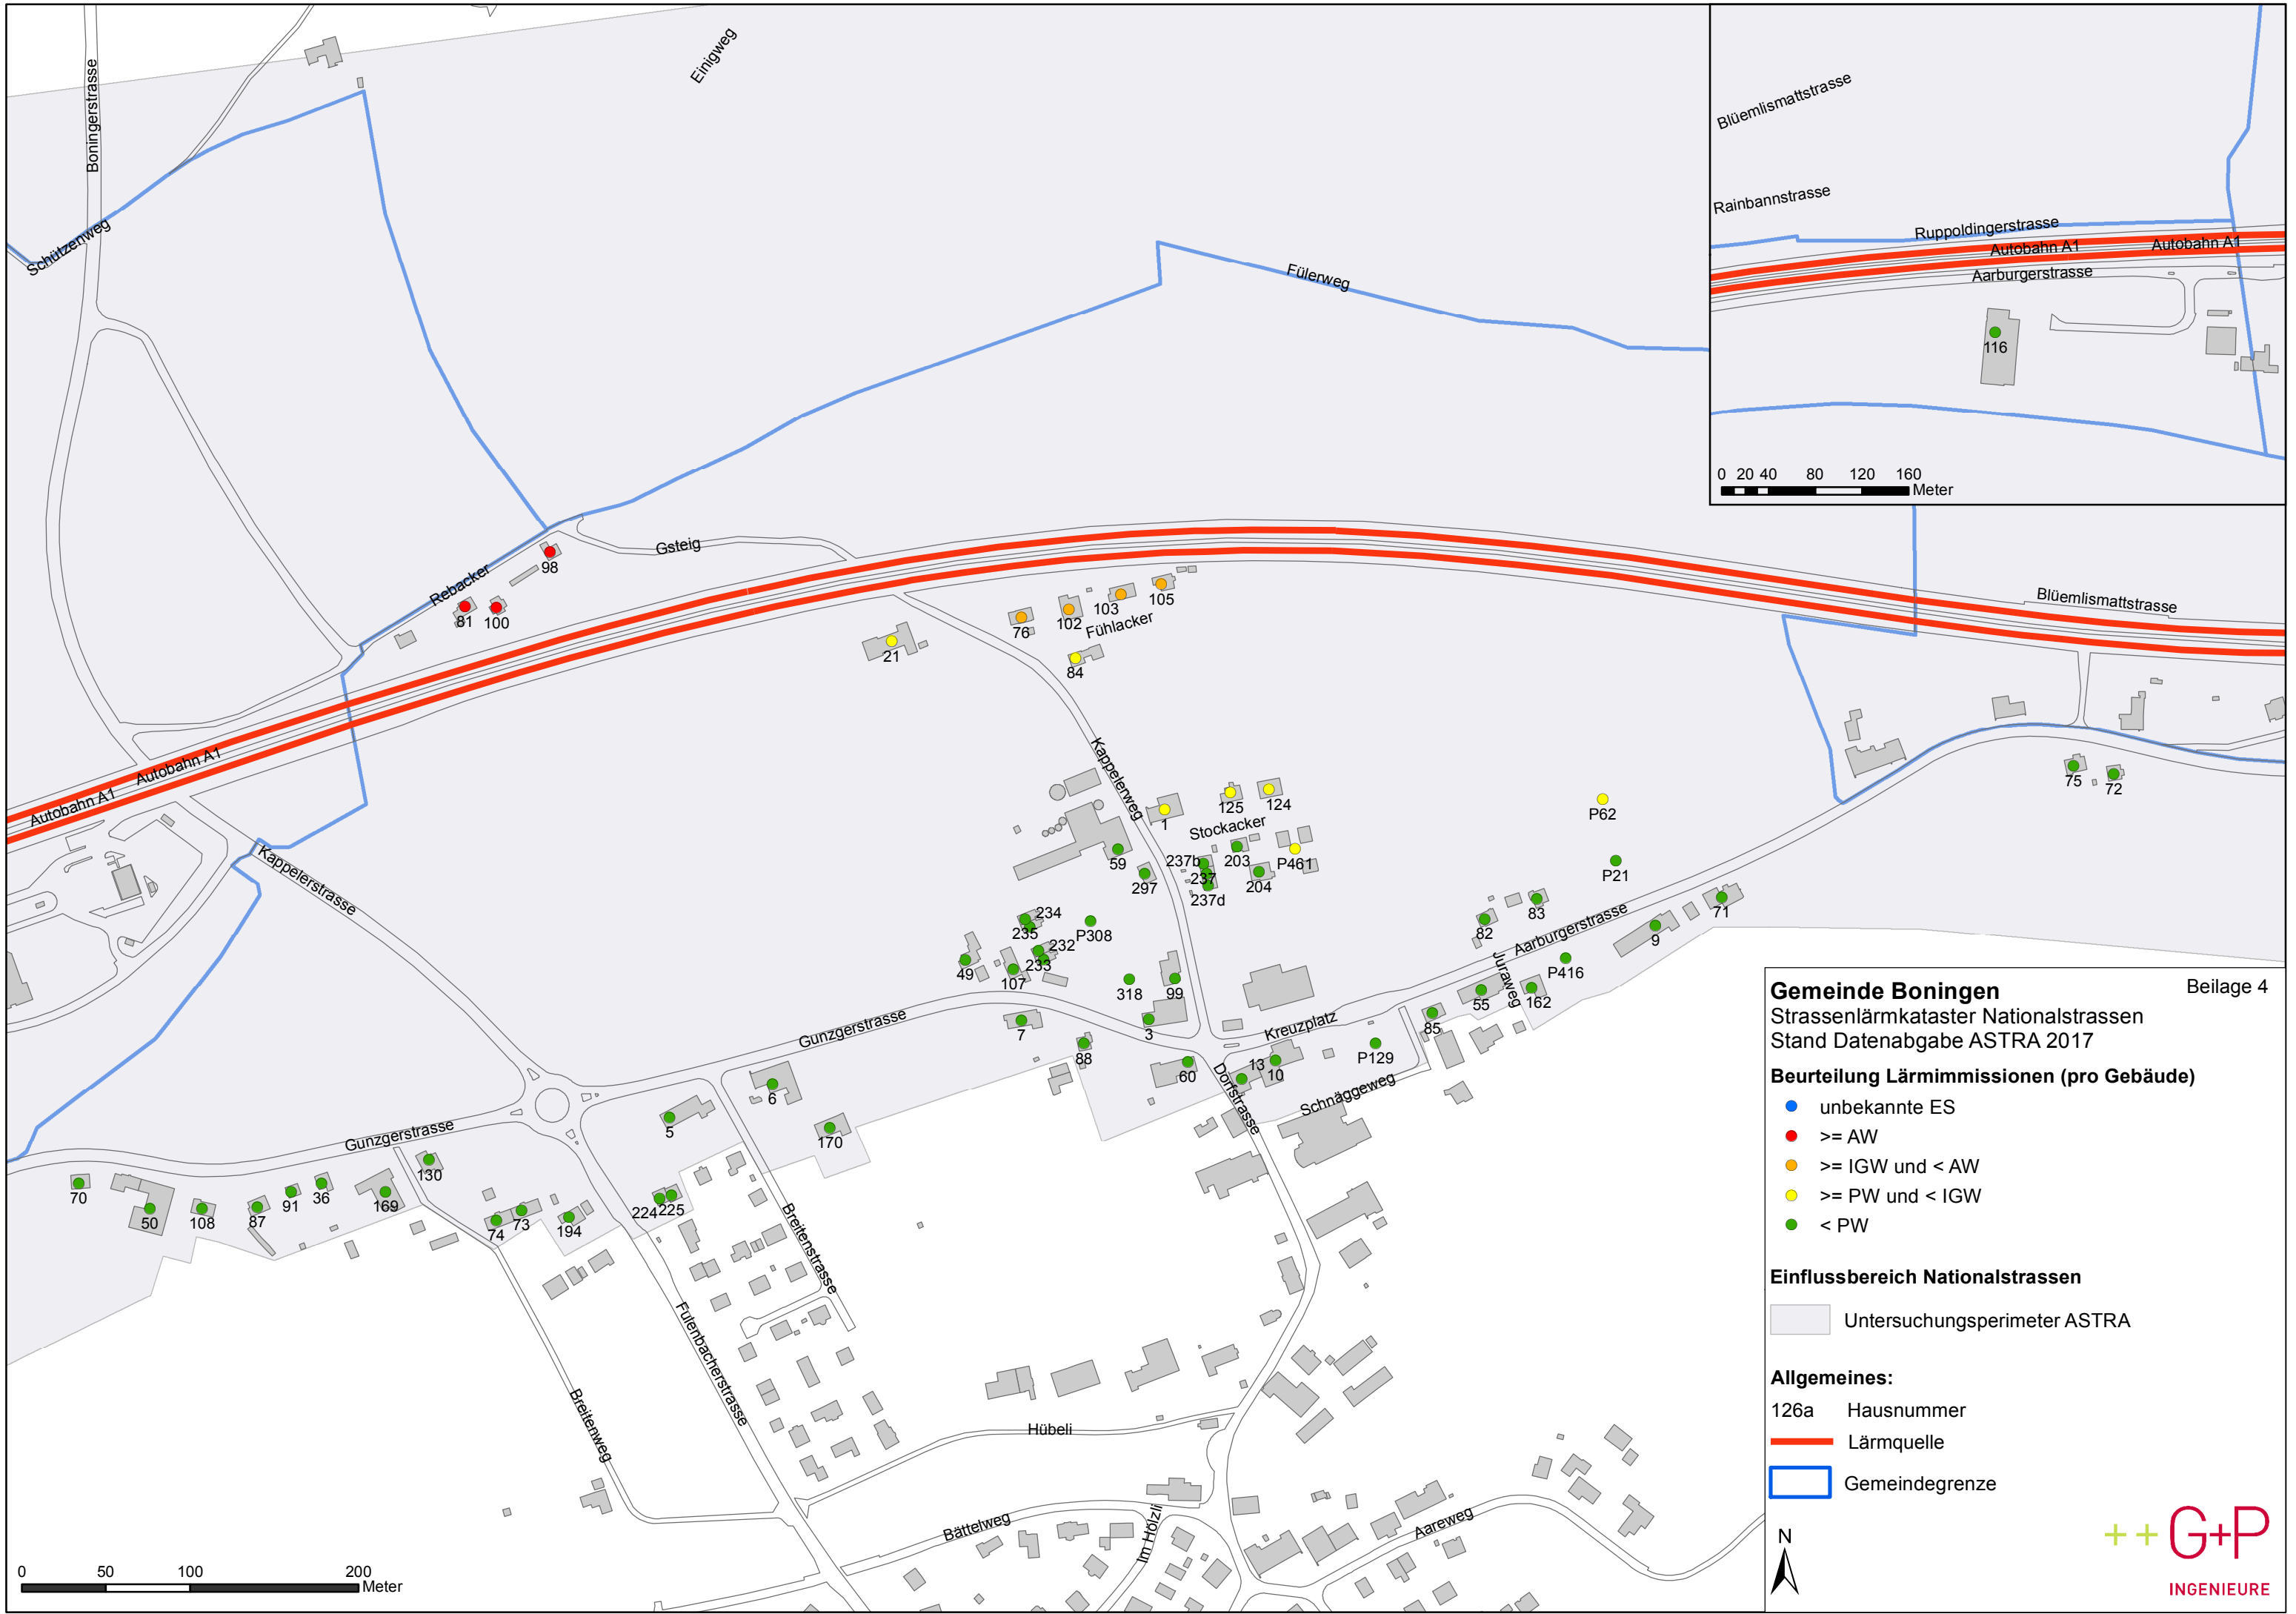 Einigweg
Boningerstrasse
Schützenweg
Fülerweg
Blüemlismattstrasse
Rainbannstrasse
Ruppoldingerstrasse
Autobahn A1
Autobahn A1
Aarburgerstrasse
116
0 20 40 80 120 160
Meter
Gsteig
98
Rebacker
81
100
105
103
102
76
Fühlacker
21
84
Blüemlismattstrasse
Autobahn A1
Autobahn A1
Kappelerweg
75
72
125
124
1
Stockacker
P62
59
237b
203
P461
237
204
297
237d
P21
Kappelerstrasse
234
235
P308
232
233
49
107
318
99
83
82
71
9
Aarburgerstrasse
P416
Juraweg
55
162
85
Gunzgerstrasse
7
3
88
Kreuzplatz
60
13
10
P129
Dorfstrasse
Schnäggeweg
6
5
170
Gunzgerstrasse
130
70
50
108
87
91
36
169
74
73
194
224
225
Breitenstrasse
Fulenbacherstrasse
Breitenweg
Hübeli
Bättelweg
Im Hölzli
Aareweg
0 50 100 200
Meter
Gemeinde Boningen
Beilage 4
Strassenlärmkataster Nationalstrassen
Stand Datenabgabe ASTRA 2017
Beurteilung Lärmimmissionen (pro Gebäude)
unbekannte ES
>= AW
>= IGW und < AW
>= PW und < IGW
< PW
Einflussbereich Nationalstrassen
Untersuchungsperimeter ASTRA
Allgemeines:
126a Hausnummer
Lärmquelle
Gemeindegrenze
N
++G+P
INGENIEURE